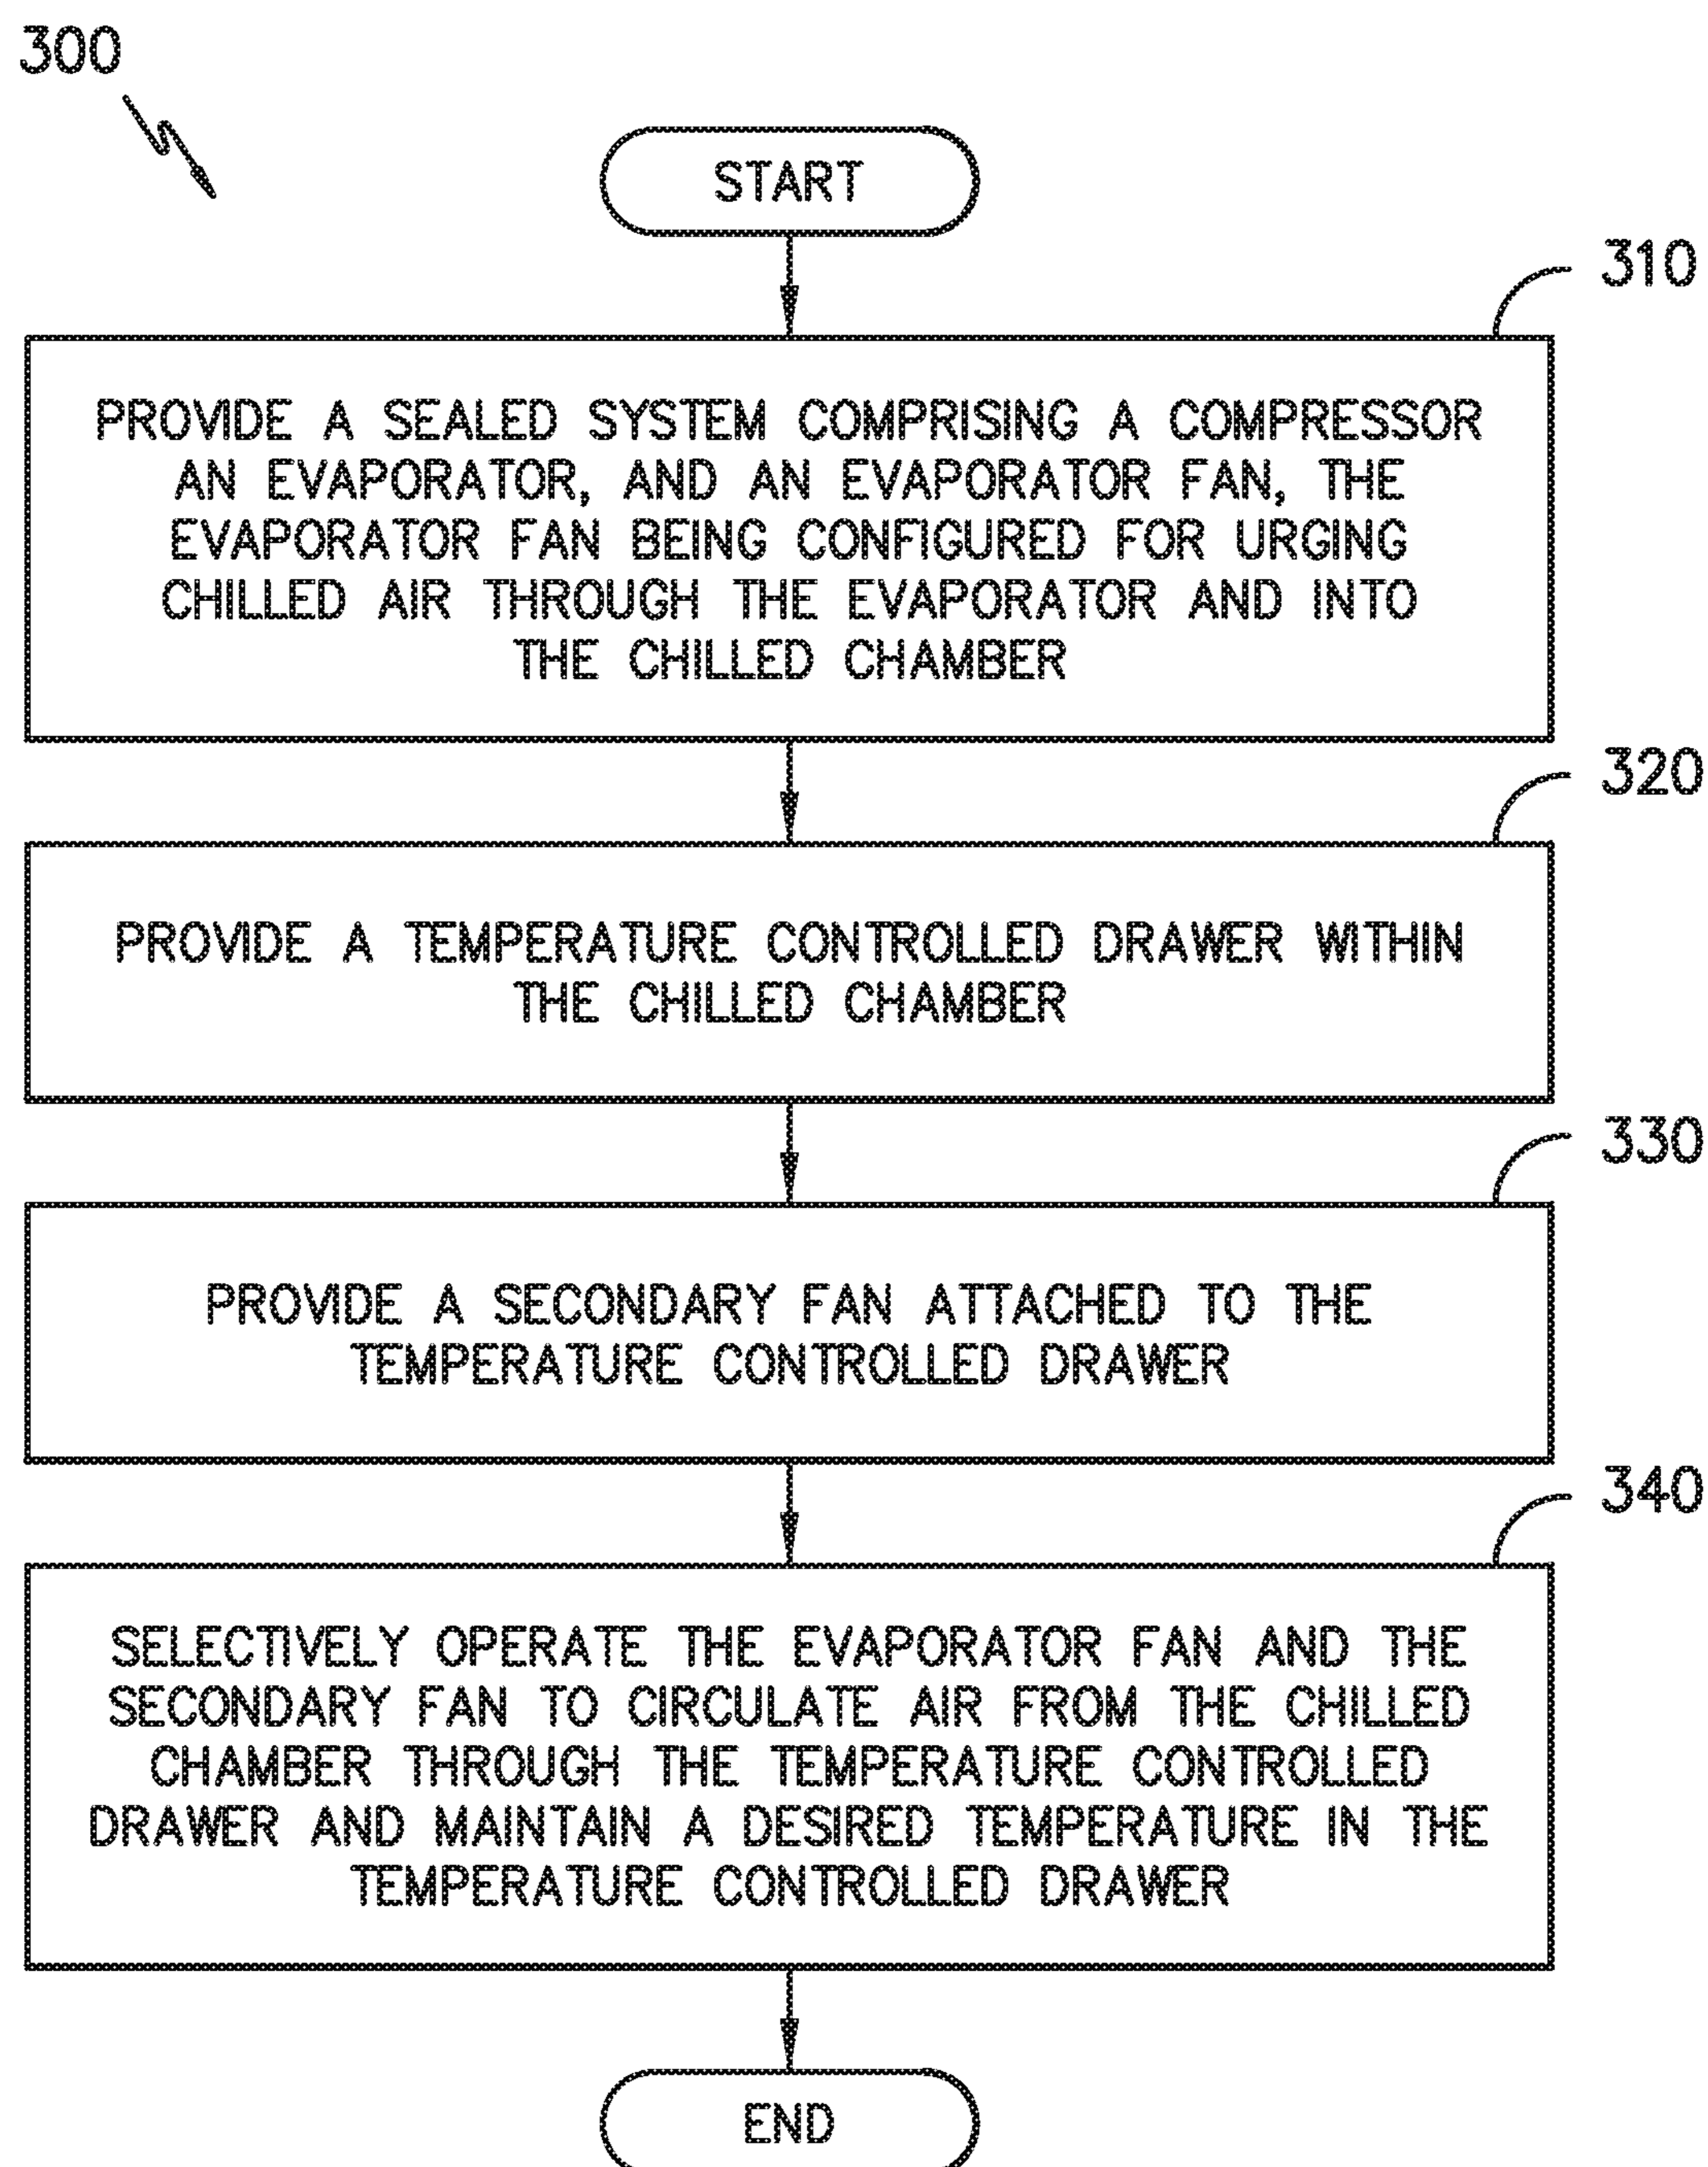 300
START
310
PROVIDE A SEALED SYSTEM COMPRISING A COMPRESSOR
AN EVAPORATOR, AND AN EVAPORATOR FAN, THE
EVAPORATOR FAN BEING CONFIGURED FOR URGING
CHILLED AIR THROUGH THE EVAPORATOR AND INTO
THE CHILLED CHAMBER
320
PROVIDE A TEMPERATURE CONTROLLED DRAWER WITHIN
THE CHILLED CHAMBER
330
PROVIDE A SECONDARY FAN ATTACHED TO THE
TEMPERATURE CONTROLLED DRAWER
340
SELECTIVELY OPERATE THE EVAPORATOR FAN AND THE
SECONDARY FAN TO CIRCULATE AIR FROM THE CHILLED
CHAMBER THROUGH THE TEMPERATURE CONTROLLED
DRAWER AND MAINTAIN A DESIRED TEMPERATURE IN THE
TEMPERATURE CONTROLLED DRAWER
END